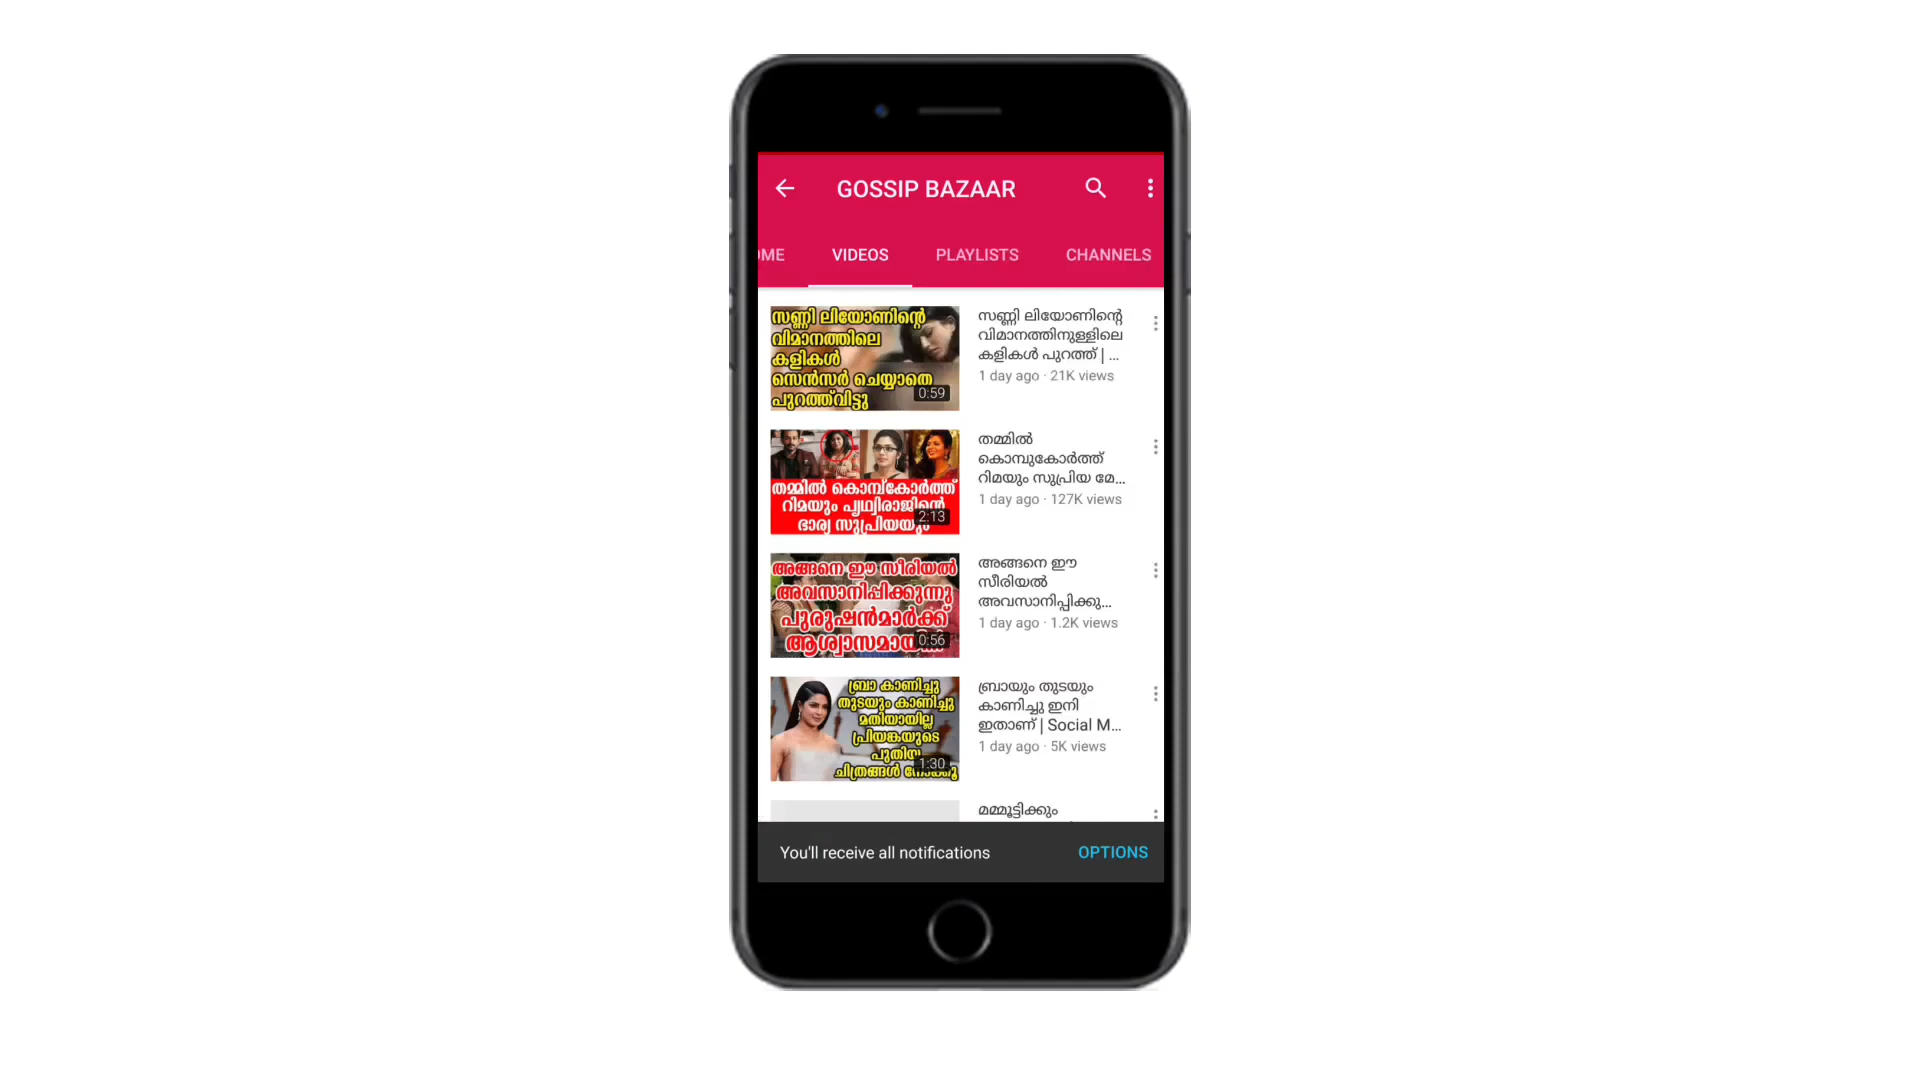 GOSSIP BAZAAR
OME
VIDEOS
PLAYLISTS
CHANNELS
സണ്ണി ലിയോണിന്റെ
വിമാനത്തിലെ
കളികൾ
സെൻസർ ചെയ്യാതെ
പുറത്ത്‌വിട്ടു
0:59
സണ്ണി ലിയോണിന്റെ
വിമാനത്തിനുള്ളിലെ
കളികൾ പുറത്ത് | ...
1 day ago · 21K views
തമ്മിൽ കൊമ്പ്കോർത്ത്
റിമയും പൃഥ്വിരാജിന്റെ
ഭാര്യ സുപ്രിയയും
2:13
തമ്മിൽ
കൊമ്പുകോർത്ത്
റിമയും സുപ്രിയ മേ...
1 day ago · 127K views
അങ്ങനെ ഈ സീരിയൽ
അവസാനിപ്പിക്കുന്നു
പുരുഷൻമാർക്ക്
0:56
അങ്ങനെ ഈ
സീരിയൽ
അവസാനിപ്പിക്കു...
1 day ago · 1.2K views
ബ്രാ കാണിച്ചു
തുടയും കാണിച്ചു
മതിയായില്ല
പ്രിയങ്കയുടെ
പുതിയ
ചിത്രങ്ങൾ നോക്കൂ
1:30
ബ്രായും തുടയും
കാണിച്ചു ഇനി
ഇതാണ് | Social M...
1 day ago · 5K views
മമ്മൂട്ടിക്കും
You'll receive all notifications
OPTIONS